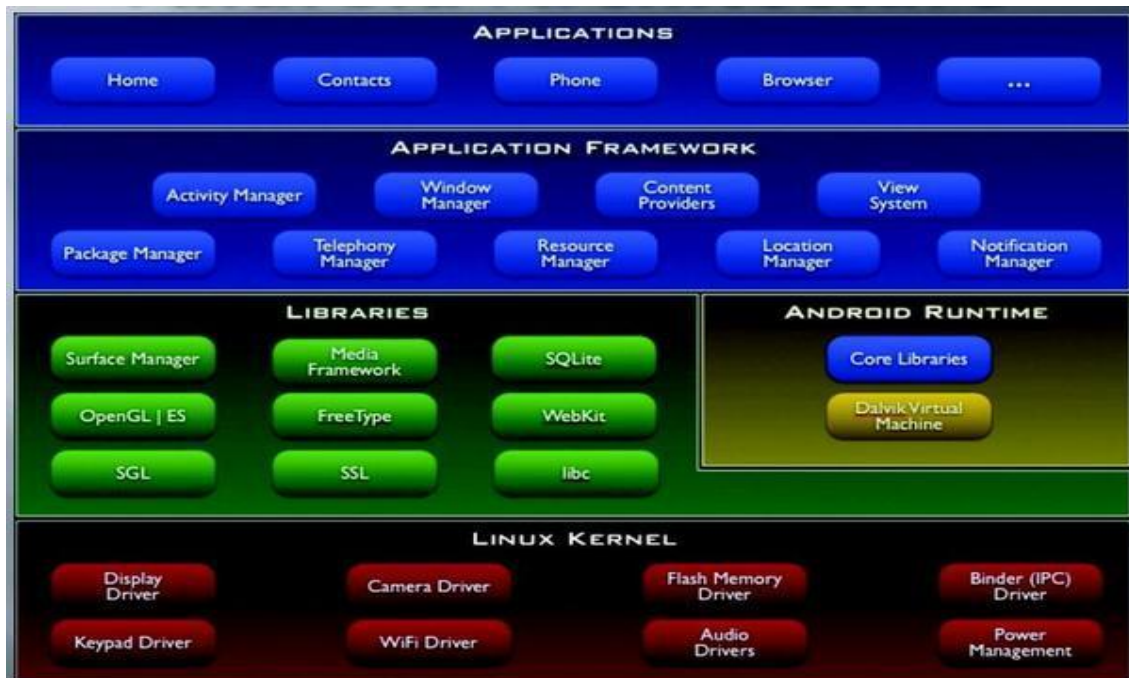 APPLICATIONS
Home
Contacts
Phone
Browser
...
APPLICATION FRAMEWORK
Activity Manager
Window
Manager
Content
Providers
View
System
Package Manager
Telephony
Manager
Resource
Manager
Location
Manager
Notification
Manager
LIBRARIES
Surface Manager
Media
Framework
SQLite
OpenGL | ES
FreeType
WebKit
SGL
SSL
libc
ANDROID RUNTIME
Core Libraries
Dalvik Virtual
Machine
LINUX KERNEL
Display
Driver
Camera Driver
Flash Memory
Driver
Binder (IPC)
Driver
Keypad Driver
WiFi Driver
Audio
Drivers
Power
Management